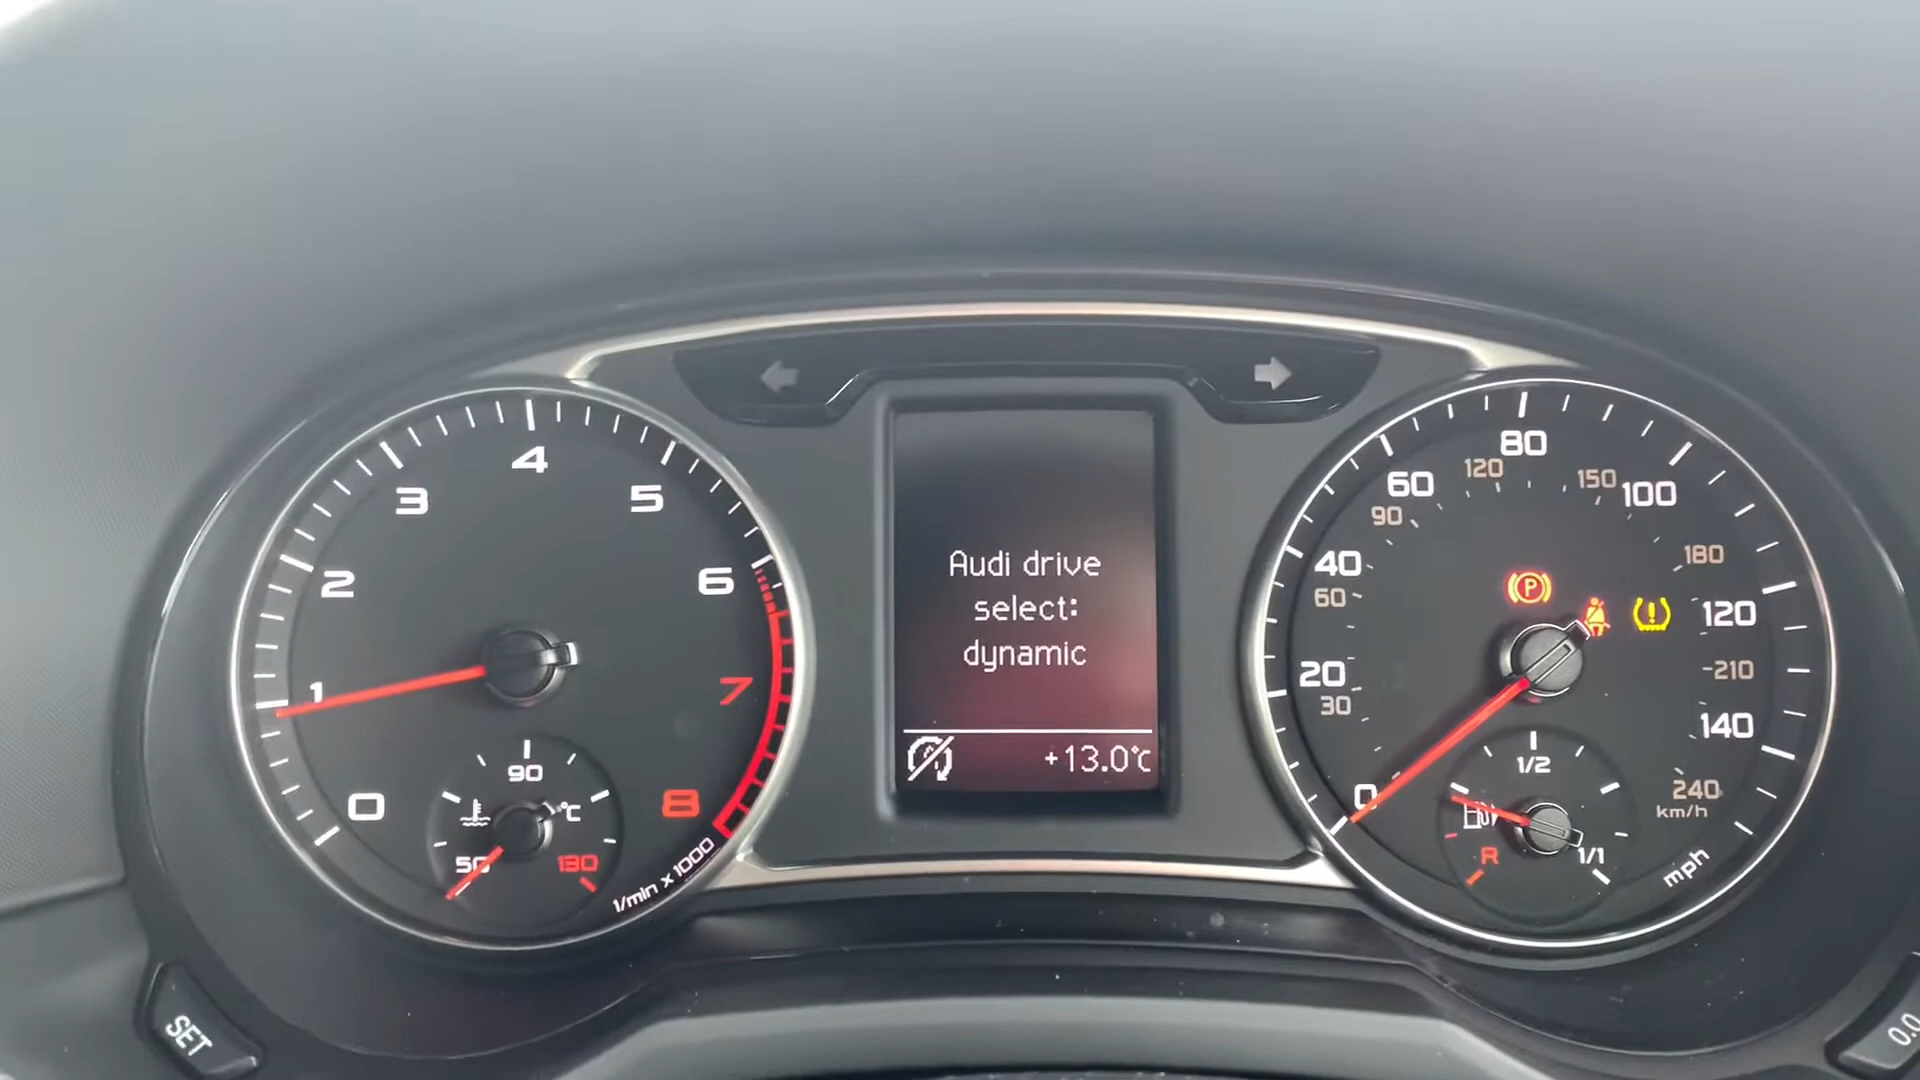 0
1
2
3
4
5
6
7
8
1/min x 1000
50
90
130
°C
Audi drive
select:
dynamic
+13.0°C
0
20
40
60
80
100
120
140
mph
30
60
90
120
150
180
210
240
km/h
P
!
R
1/2
1/1
SET
0.0